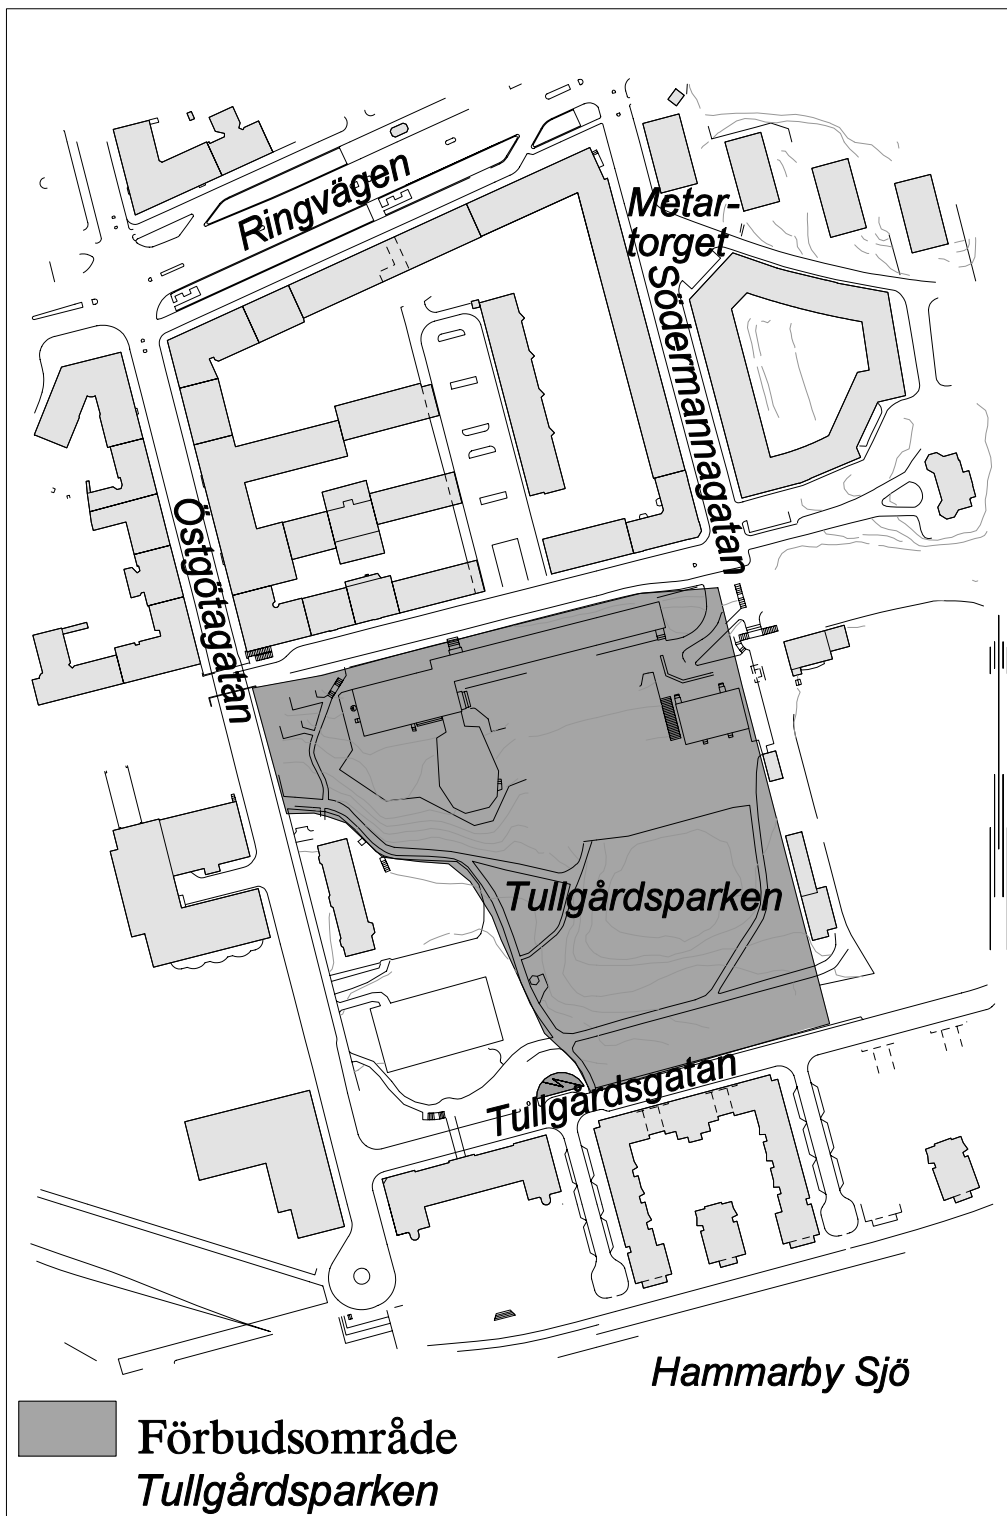 Ringvägen
Metar-
torget
Södermannagatan
Östgötagatan
Tullgårdsparken
Tullgårdsgatan
Hammarby Sjö
Förbudsområde
Tullgårdsparken